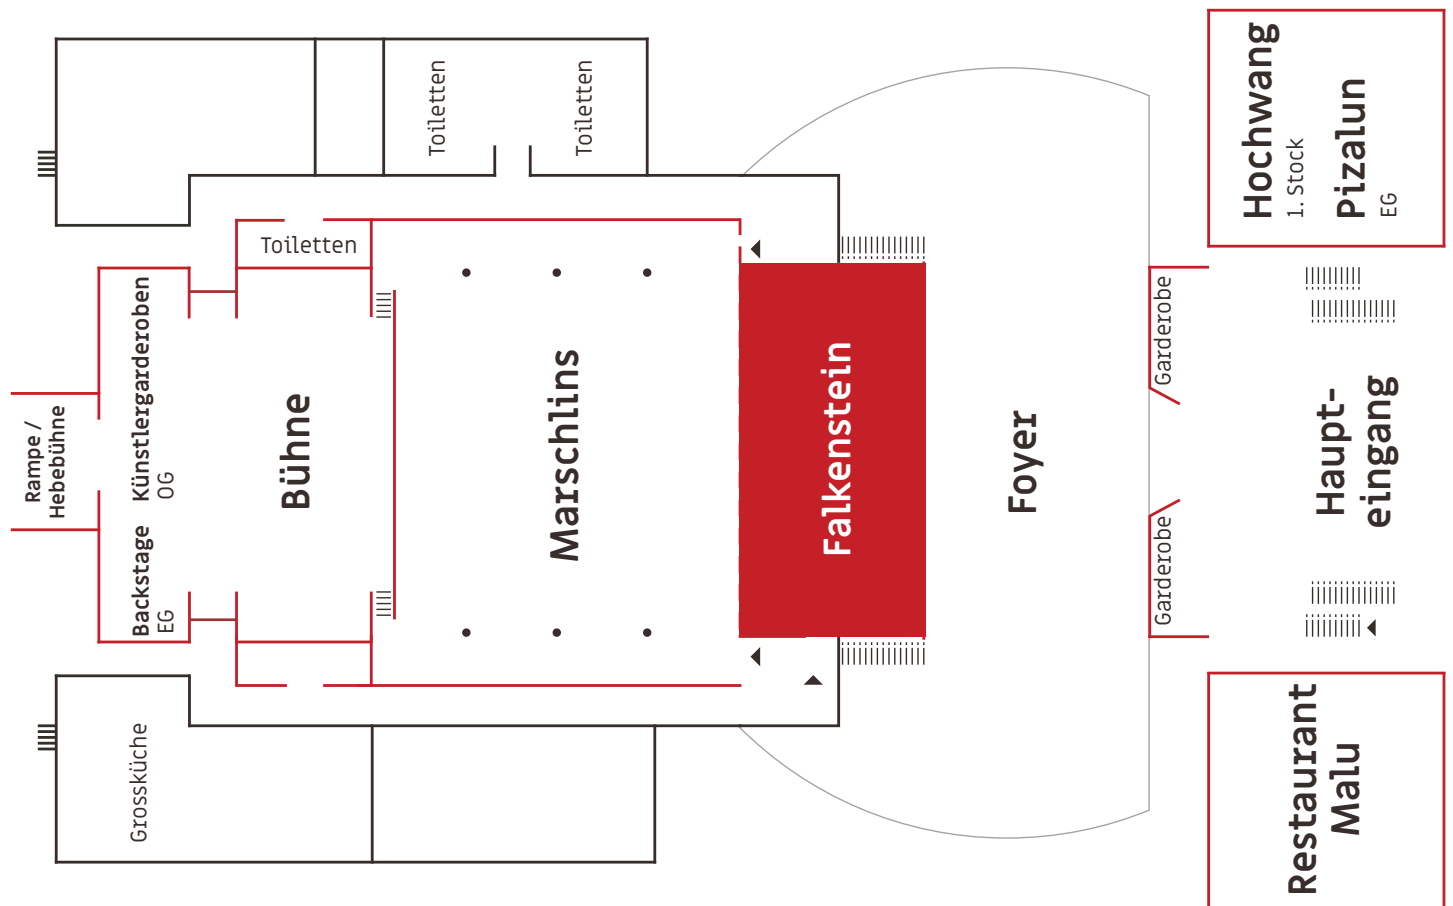 Rampe /
Hebebühne
Künstlergarderoben
OG
Backstage
EG
Grossküche
Toiletten
Bühne
Toiletten
Toiletten
Marschlins
Falkenstein
Foyer
Garderobe
Garderobe
Hochwang
1. Stock
Pizalun
EG
Haupt-
eingang
Restaurant
Malu